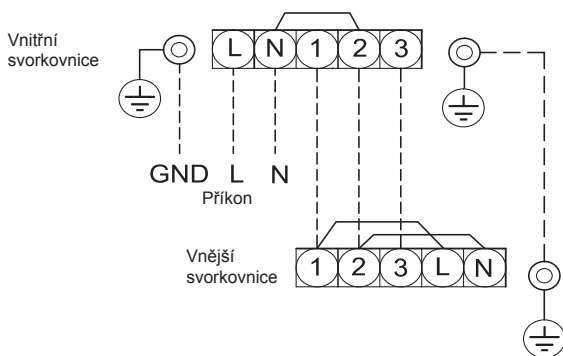 Vnitřní
svorkovnice
L N 1 2 3
GND L N
Příkon
Vnější
svorkovnice
1 2 3 L N